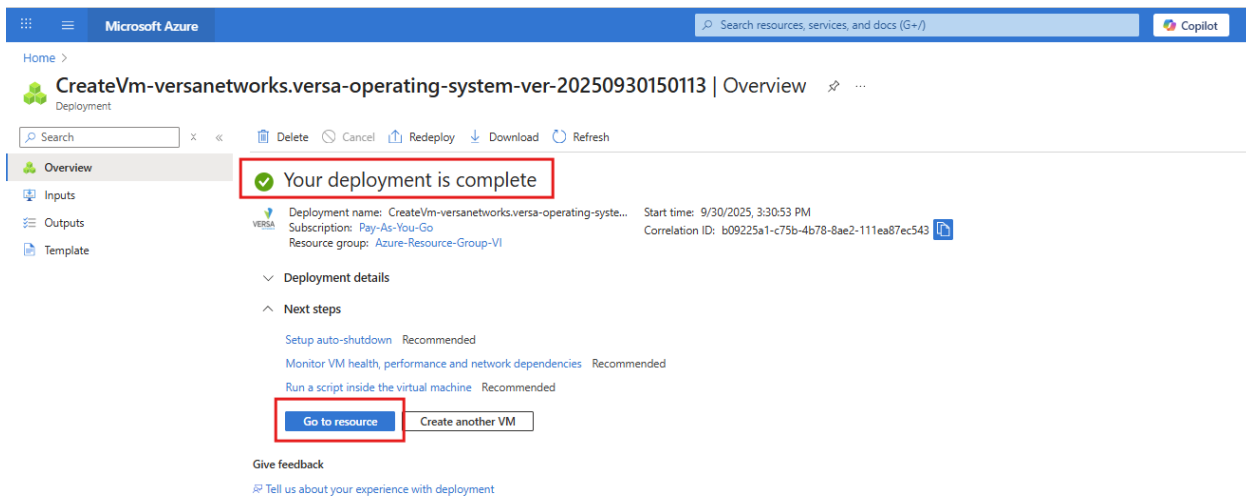 Microsoft Azure
Search resources, services, and docs (G+/)
Copilot
Home >
CreateVm-versanetworks.versa-operating-system-ver-20250930150113 | Overview
Deployment
Search
Delete Cancel Redeploy Download Refresh
Overview
Inputs
Outputs
Template
Your deployment is complete
VERSA
Deployment name: CreateVm-versanetworks.versa-operating-syste...
Subscription: Pay-As-You-Go
Resource group: Azure-Resource-Group-VI
Start time: 9/30/2025, 3:30:53 PM
Correlation ID: b09225a1-c75b-4b78-8ae2-111ea87ec543
Deployment details
Next steps
Setup auto-shutdown Recommended
Monitor VM health, performance and network dependencies Recommended
Run a script inside the virtual machine Recommended
Go to resource
Create another VM
Give feedback
Tell us about your experience with deployment